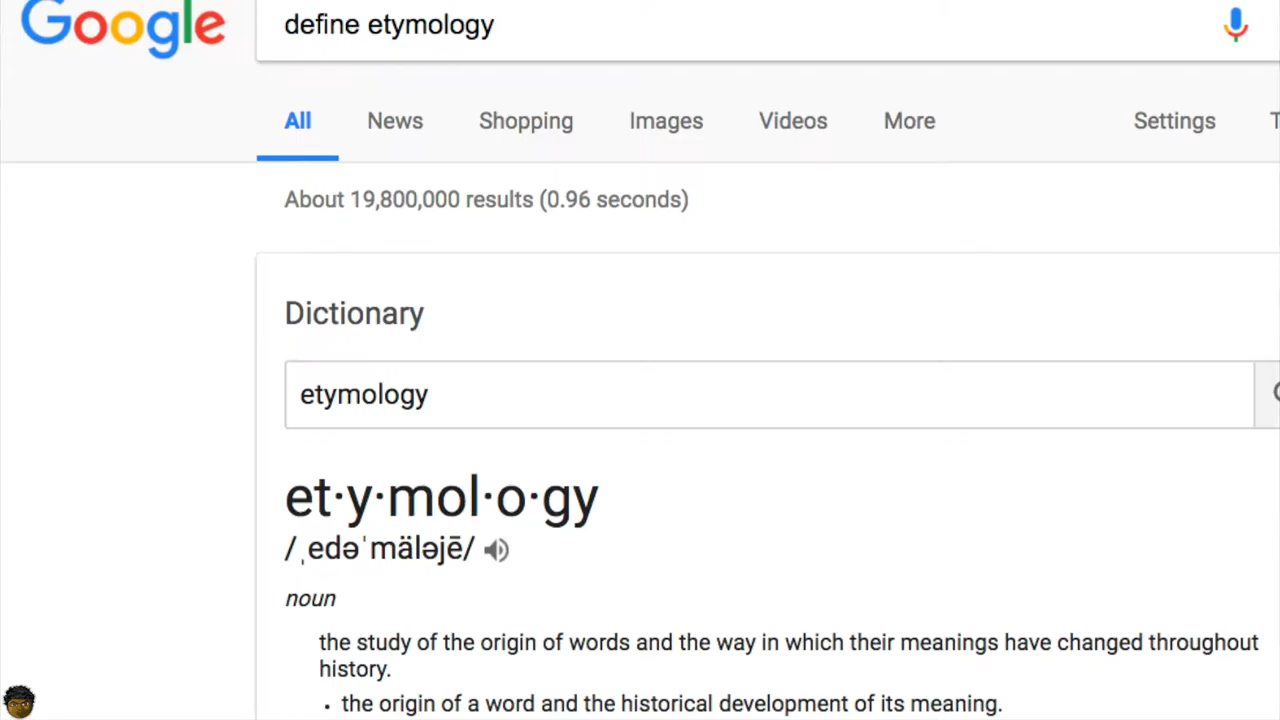 Google
define etymology
All News Shopping Images Videos More Settings T
About 19,800,000 results (0.96 seconds)
Dictionary
etymology
et·y·mol·o·gy
/ˌedəˈmäləjē/
noun
the study of the origin of words and the way in which their meanings have changed throughout
history.
• the origin of a word and the historical development of its meaning.